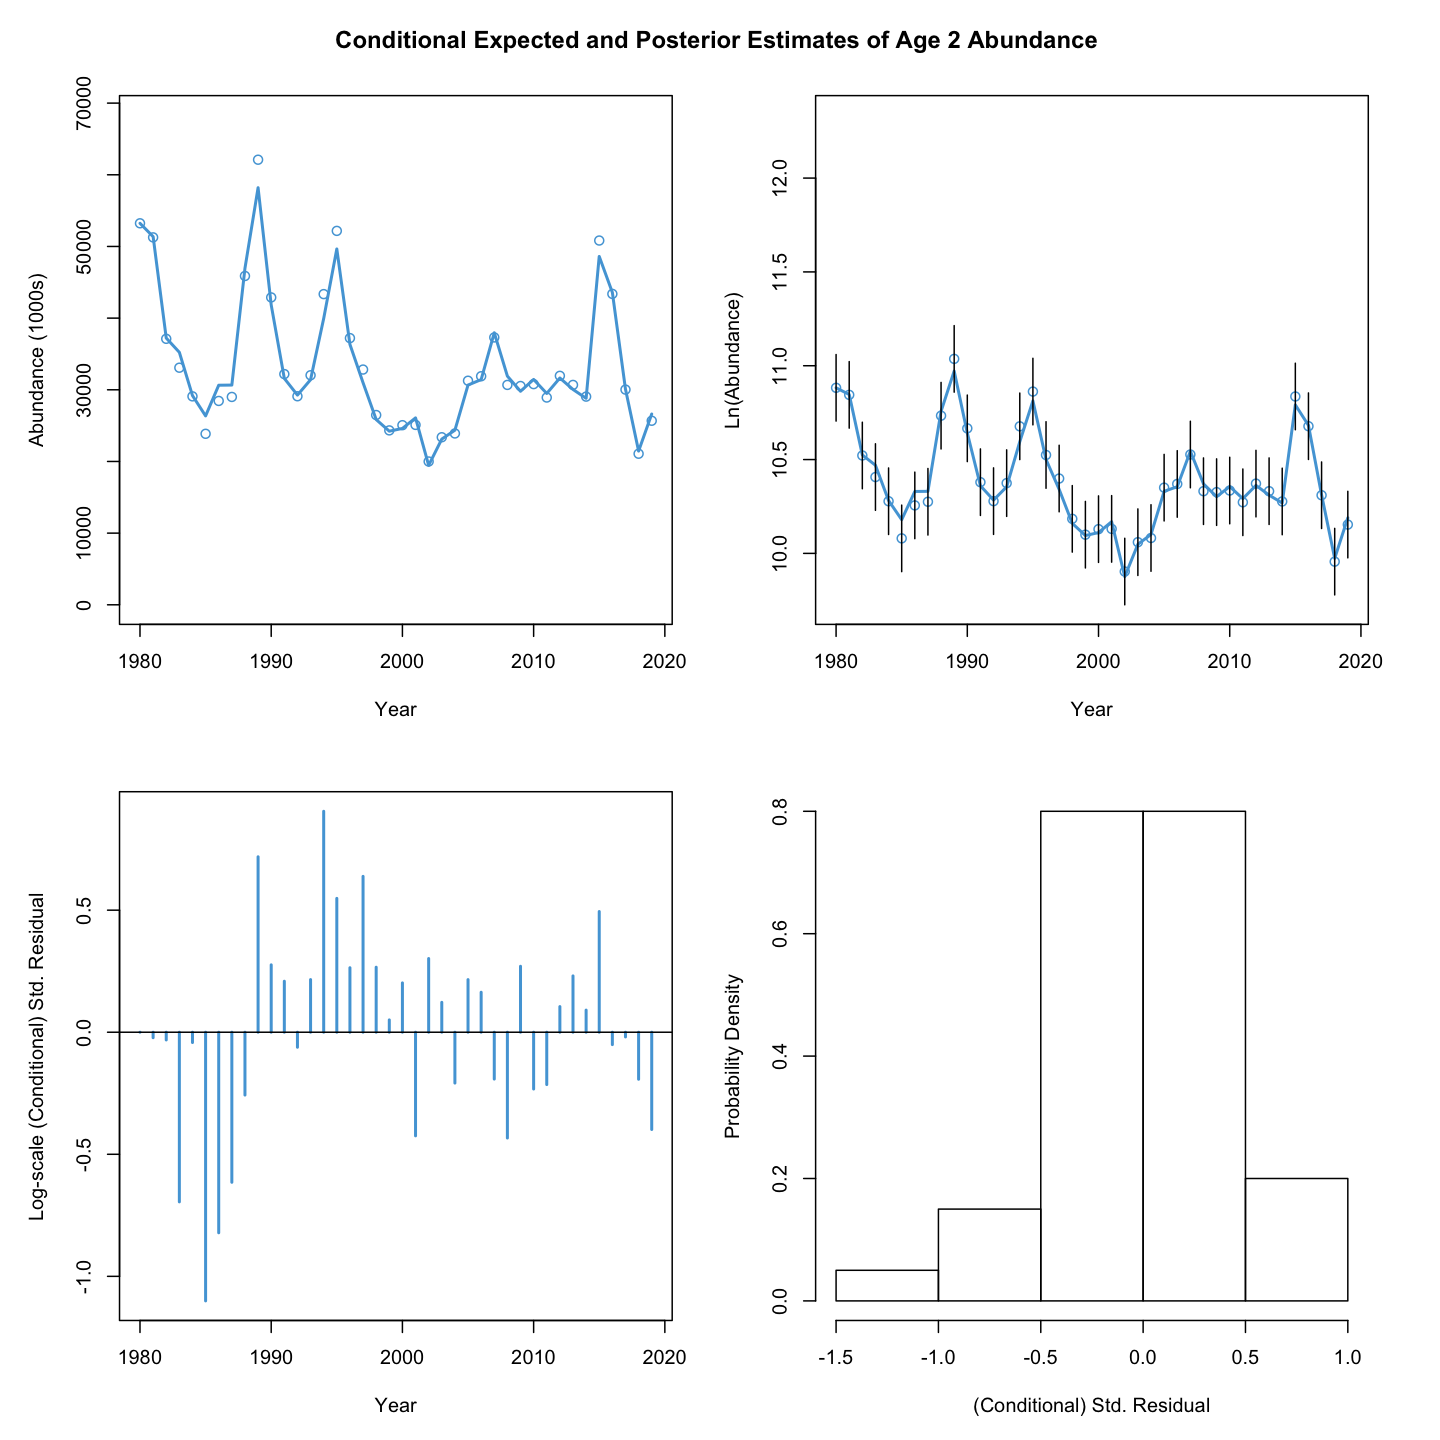 Conditional Expected and Posterior Estimates of Age 2 Abundance
Abundance (1000s)
70000
50000
30000
10000
0
1980 1990 2000 2010 2020
Year
Ln(Abundance)
12.0
11.5
11.0
10.5
10.0
1980 1990 2000 2010 2020
Year
Log-scale (Conditional) Std. Residual
0.5
0.0
-0.5
-1.0
1980 1990 2000 2010 2020
Year
Probability Density
0.8
0.6
0.4
0.2
0.0
-1.5 -1.0 -0.5 0.0 0.5 1.0
(Conditional) Std. Residual